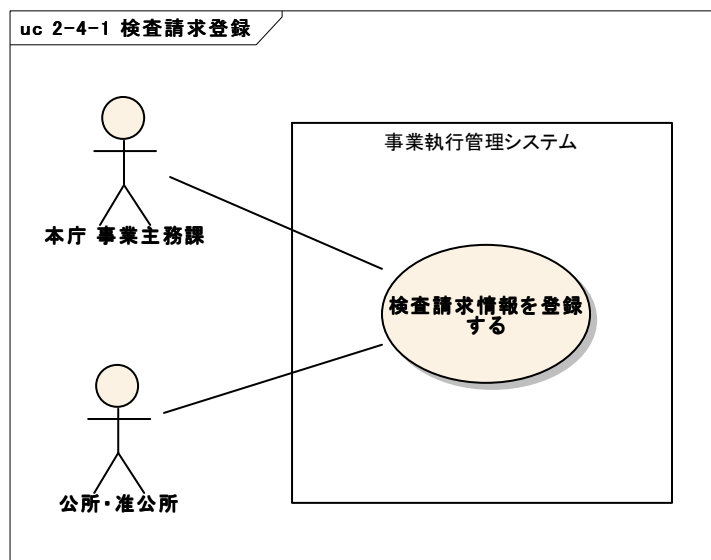 uc 2-4-1 検査請求登録
事業執行管理システム
本庁 事業主務課
検査請求情報を登録
する
公所・准公所